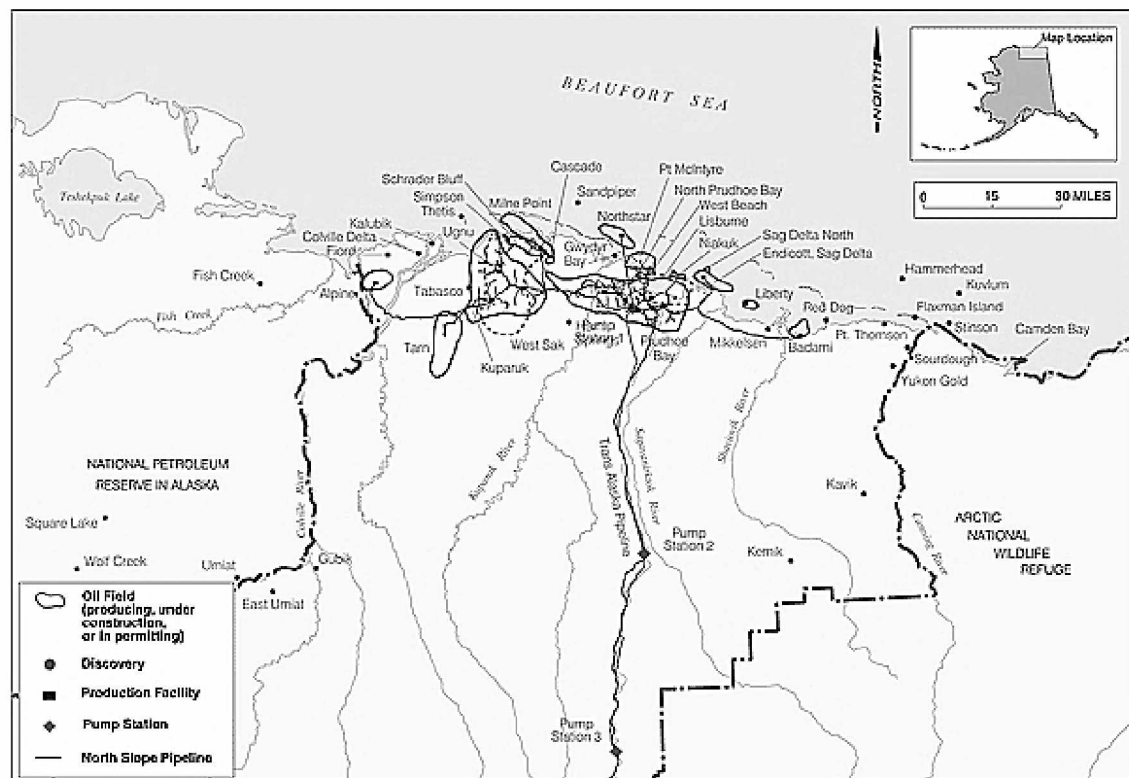 Map Location
NORTH
BEAUFORT SEA
0 15 30 MILES
Teshekpuk Lake
Cascade
Pt McIntyre
Schrader Bluff
Sandpiper
North Prudhoe Bay
Simpson
Milne Point
West Beach
Thetis
Northstar
Lisburne
Kalubik
Ugnu
Niakuk
Sag Delta North
Colville Delta
Gwydyr
Bay
Endicott, Sag Delta
Fiord
Hammerhead
Fish Creek
Kuvlum
Alpine
Tabasco
Liberty
Red Dog
Flaxman Island
Fish Creek
Stinson
Camden Bay
Tarn
West Sak
Prudhoe
Bay
Mikkelsen
Badami
Pt. Thomson
Sourdough
Kuparuk
Yukon Gold
Kuparuk River
Trans Alaska Pipeline
Sagavanirktok River
Shaviovik River
NATIONAL PETROLEUM
RESERVE IN ALASKA
Colville River
Kavik
Canning River
ARCTIC
NATIONAL
WILDLIFE
REFUGE
Square Lake
Pump
Station 2
Kemik
Wolf Creek
Umiat
Gubik
East Umiat
Oil Field
(producing, under
construction,
or in permitting)
Discovery
Production Facility
Pump Station
North Slope Pipeline
Pump
Station 3